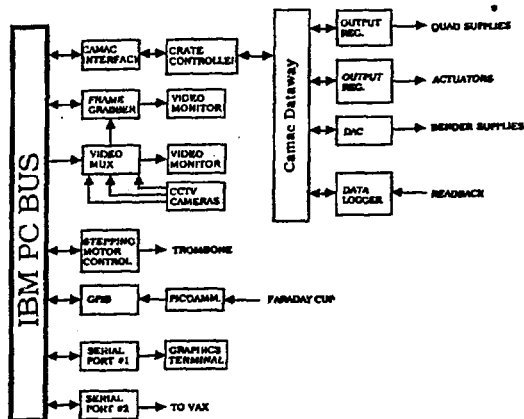 OUTPUT
REG.
QUAD SUPPLIES
CAMAC
INTERFACE
CRATE
CONTROLLER
OUTPUT
REG.
ACTUATORS
FRAME
GRABBER
VIDEO
MONITOR
DAC
BENDER SUPPLIES
VIDEO
MUX
VIDEO
MONITOR
CCTV
CAMERAS
DATA
LOGGER
READBACK
Camac Dataway
IBM PC BUS
STEPPING
MOTOR
CONTROL
TROMBONE
GPIB
PICOAMM.
FARADAY CUP
SERIAL
PORT #1
GRAPHICS
TERMINAL
SERIAL
PORT #2
TO VAX